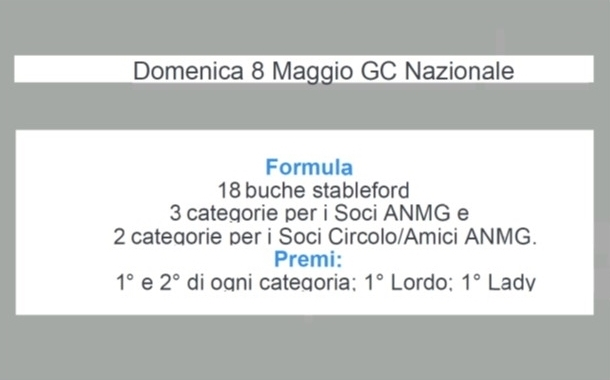 Domenica 8 Maggio GC Nazionale
Formula
18 buche stableford
3 categorie per i Soci ANMG e
2 categorie per i Soci Circolo/Amici ANMG.
Premi:
1° e 2° di ogni categoria; 1° Lordo; 1° Lady